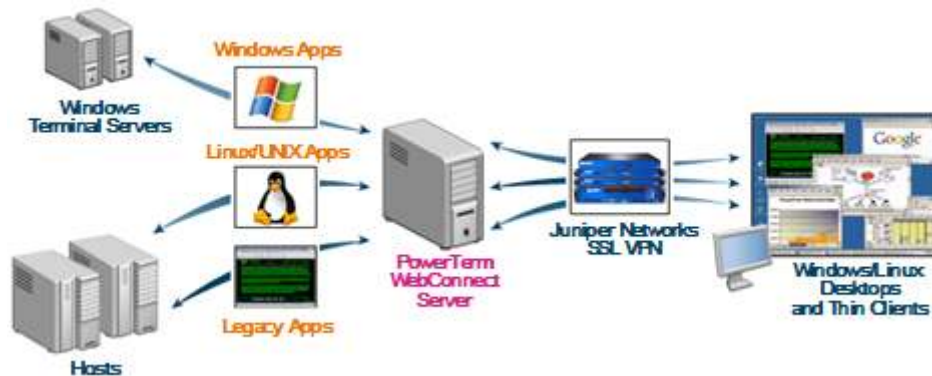 Windows Apps
Windows
Terminal Servers
Linux/UNIX Apps
Legacy Apps
Hosts
PowerTerm
WebConnect
Server
Juniper Networks
SSL VPN
Google
Windows/Linux
Desktops
and Thin Clients